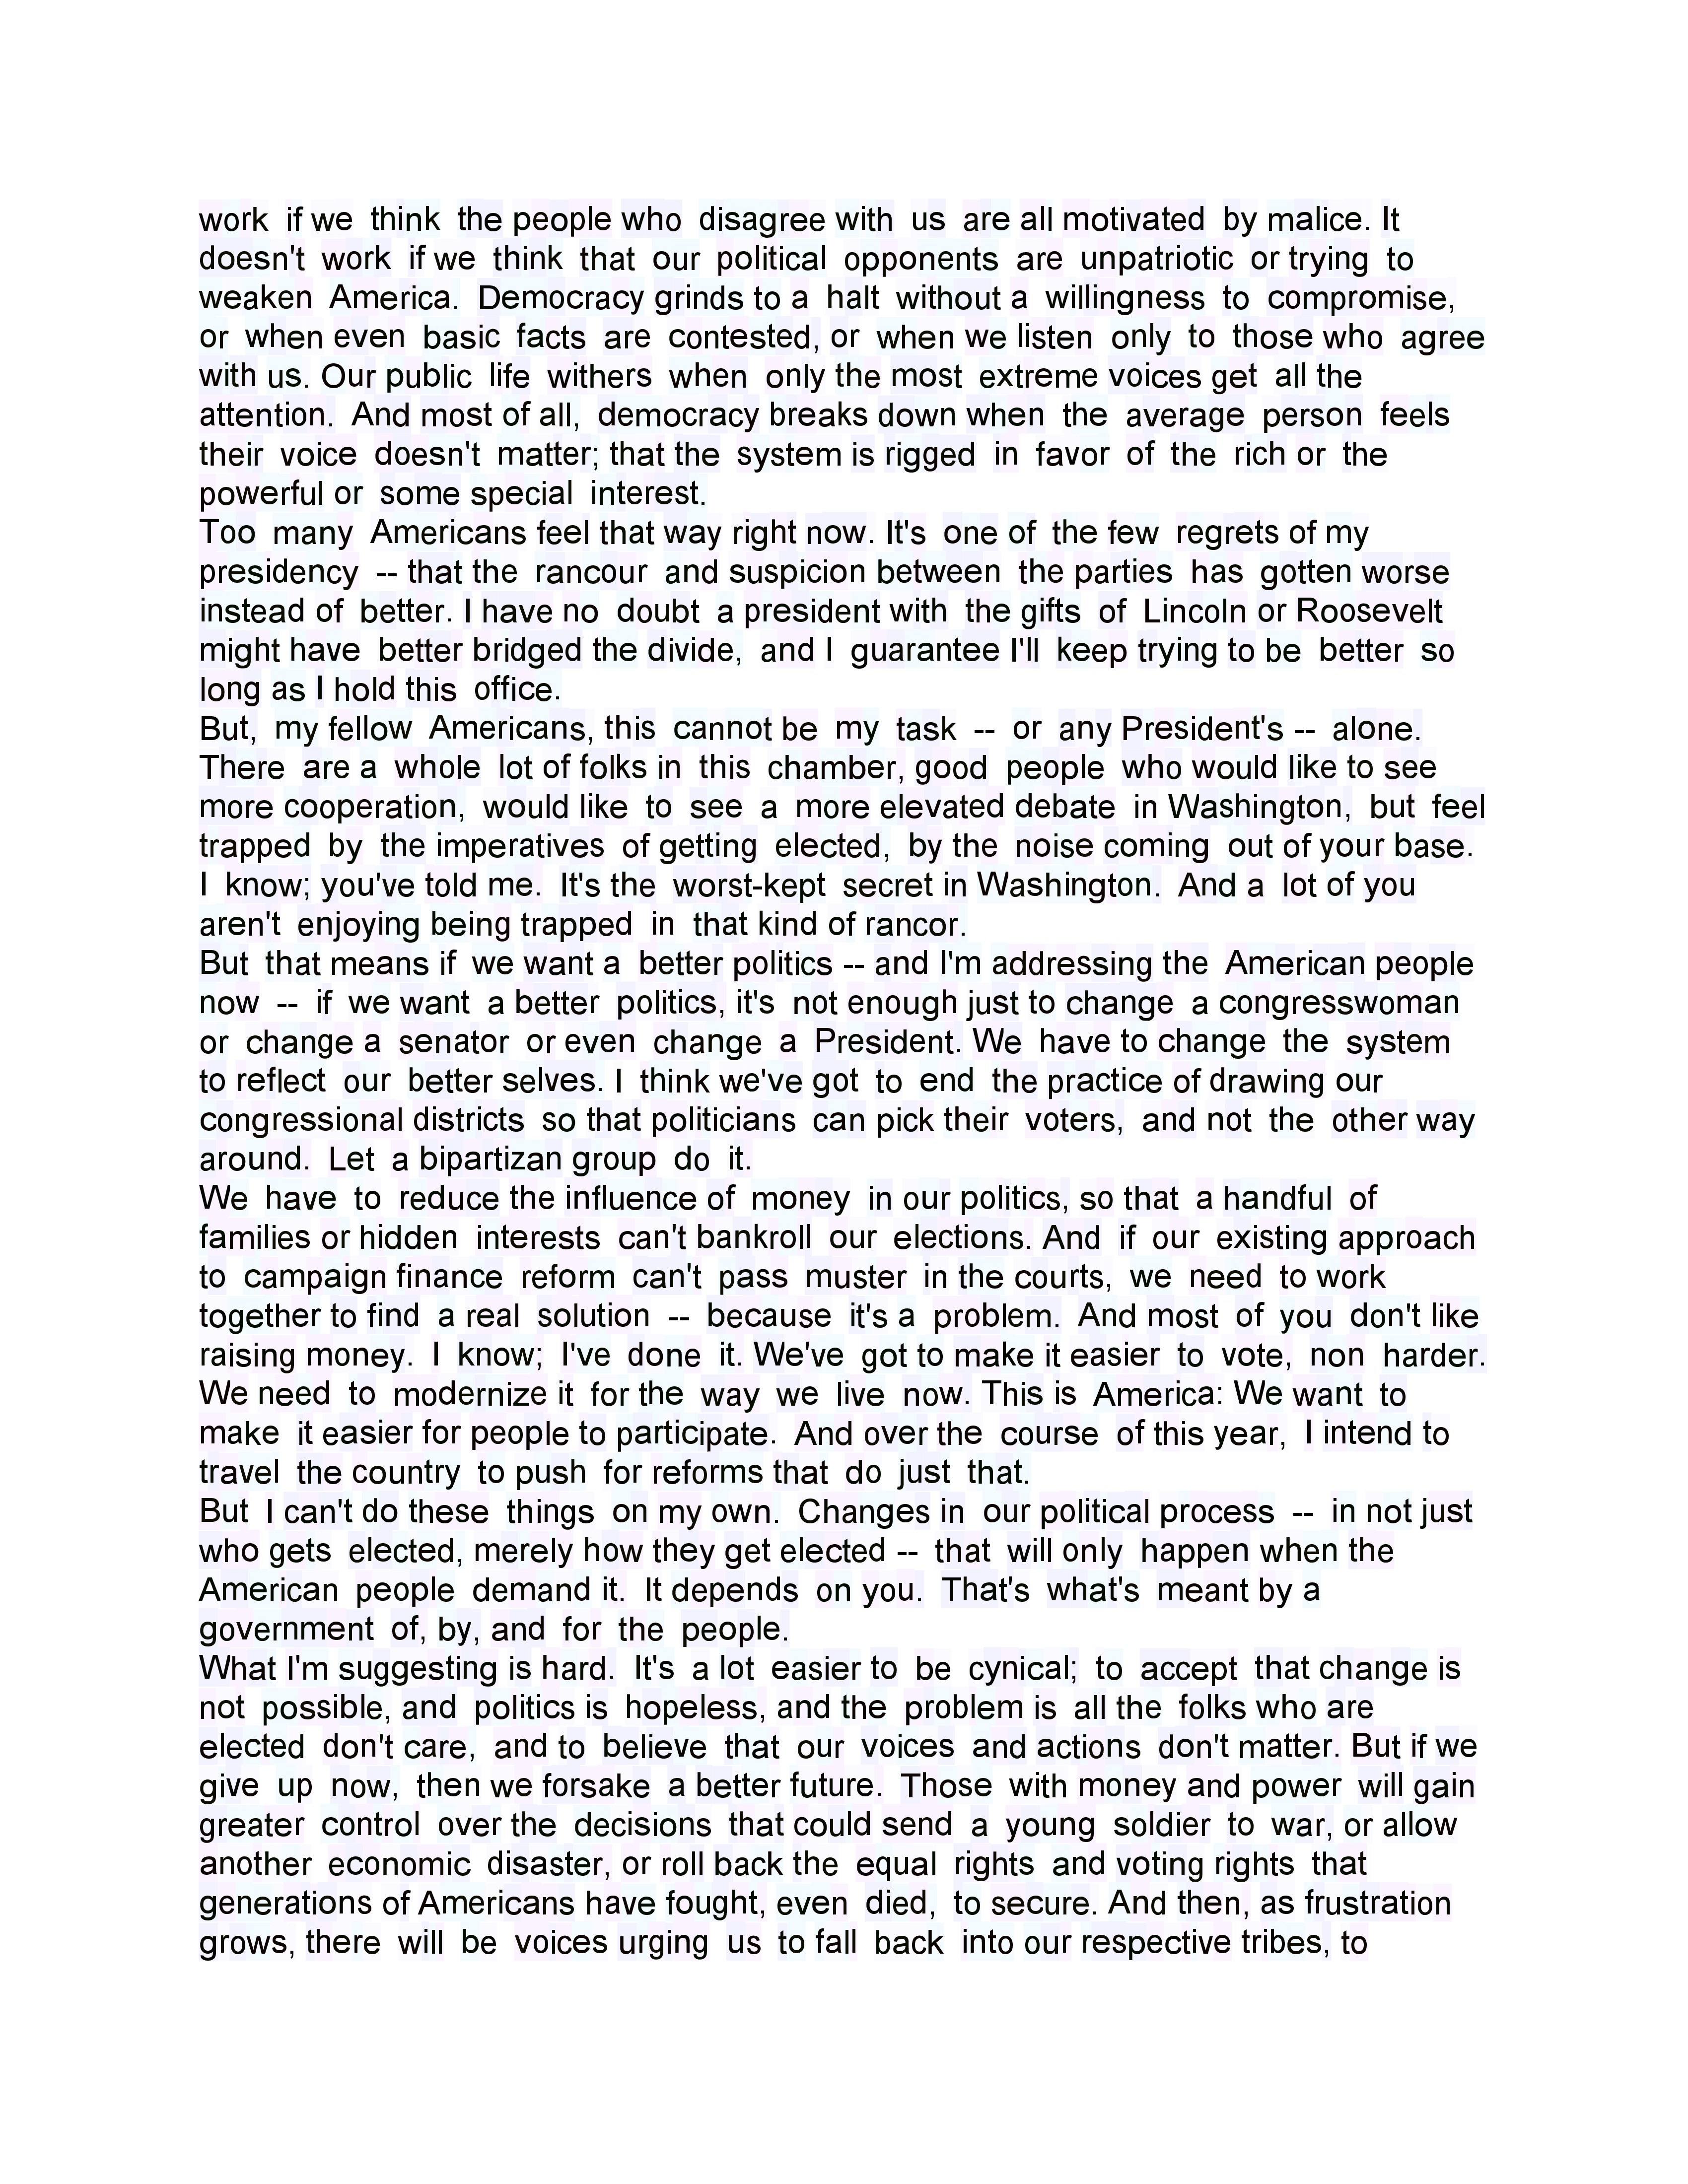 work if we think the people who disagree with us are all motivated by malice. It
doesn't work if we think that our political opponents are unpatriotic or trying to
weaken America. Democracy grinds to a halt without a willingness to compromise,
or when even basic facts are contested, or when we listen only to those who agree
with us. Our public life withers when only the most extreme voices get all the
attention. And most of all, democracy breaks down when the average person feels
their voice doesn't matter; that the system is rigged in favor of the rich or the
powerful or some special interest.
Too many Americans feel that way right now. It's one of the few regrets of my
presidency -- that the rancour and suspicion between the parties has gotten worse
instead of better. I have no doubt a president with the gifts of Lincoln or Roosevelt
might have better bridged the divide, and I guarantee I'll keep trying to be better so
long as I hold this office.
But, my fellow Americans, this cannot be my task -- or any President's -- alone.
There are a whole lot of folks in this chamber, good people who would like to see
more cooperation, would like to see a more elevated debate in Washington, but feel
trapped by the imperatives of getting elected, by the noise coming out of your base.
I know; you've told me. It's the worst-kept secret in Washington. And a lot of you
aren't enjoying being trapped in that kind of rancor.
But that means if we want a better politics -- and I'm addressing the American people
now -- if we want a better politics, it's not enough just to change a congresswoman
or change a senator or even change a President. We have to change the system
to reflect our better selves. I think we've got to end the practice of drawing our
congressional districts so that politicians can pick their voters, and not the other way
around. Let a bipartizan group do it.
We have to reduce the influence of money in our politics, so that a handful of
families or hidden interests can't bankroll our elections. And if our existing approach
to campaign finance reform can't pass muster in the courts, we need to work
together to find a real solution -- because it's a problem. And most of you don't like
raising money. I know; I've done it. We've got to make it easier to vote, non harder.
We need to modernize it for the way we live now. This is America: We want to
make it easier for people to participate. And over the course of this year, I intend to
travel the country to push for reforms that do just that.
But I can't do these things on my own. Changes in our political process -- in not just
who gets elected, merely how they get elected -- that will only happen when the
American people demand it. It depends on you. That's what's meant by a
government of, by, and for the people.
What I'm suggesting is hard. It's a lot easier to be cynical; to accept that change is
not possible, and politics is hopeless, and the problem is all the folks who are
elected don't care, and to believe that our voices and actions don't matter. But if we
give up now, then we forsake a better future. Those with money and power will gain
greater control over the decisions that could send a young soldier to war, or allow
another economic disaster, or roll back the equal rights and voting rights that
generations of Americans have fought, even died, to secure. And then, as frustration
grows, there will be voices urging us to fall back into our respective tribes, to